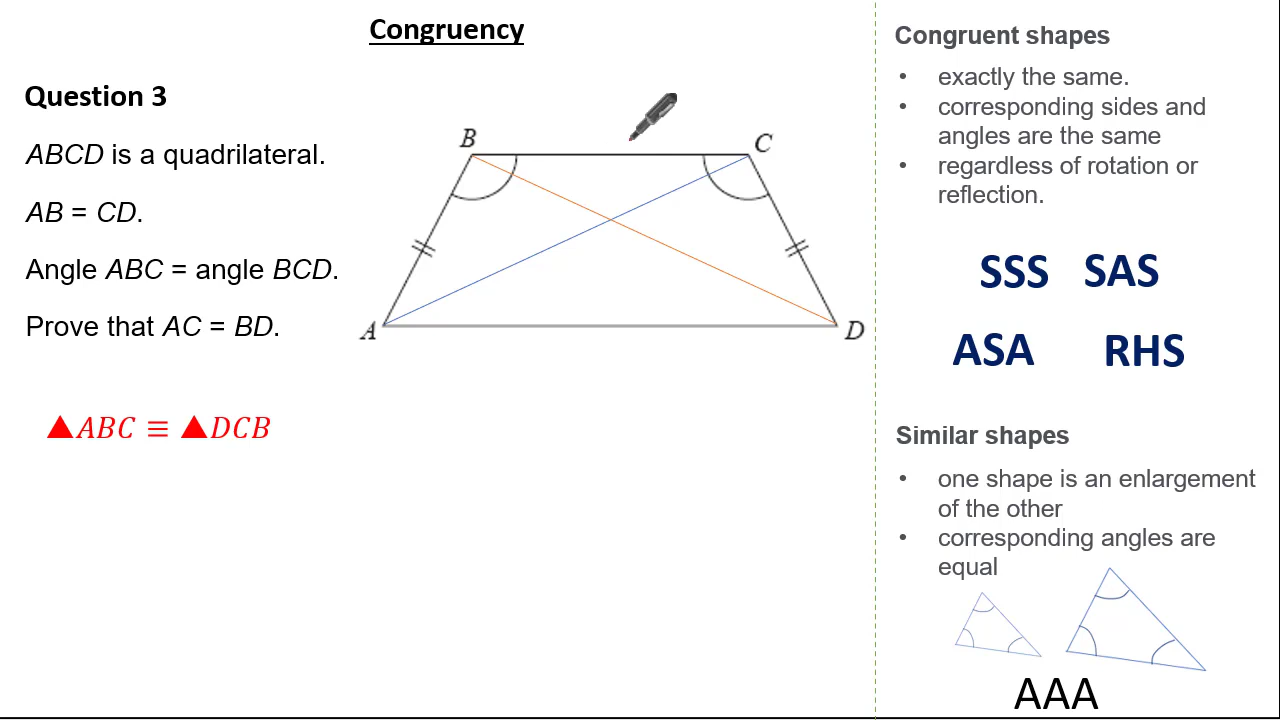 Congruency
Question 3
ABCD is a quadrilateral.
AB = CD.
Angle ABC = angle BCD.
Prove that AC = BD.
▲ABC ≡ ▲DCB
B
C
A
D
Congruent shapes
• exactly the same.
• corresponding sides and
angles are the same
• regardless of rotation or
reflection.
SSS SAS
ASA RHS
Similar shapes
• one shape is an enlargement
of the other
• corresponding angles are
equal
AAA